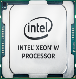 intel
INTEL XEON W
PROCESSOR